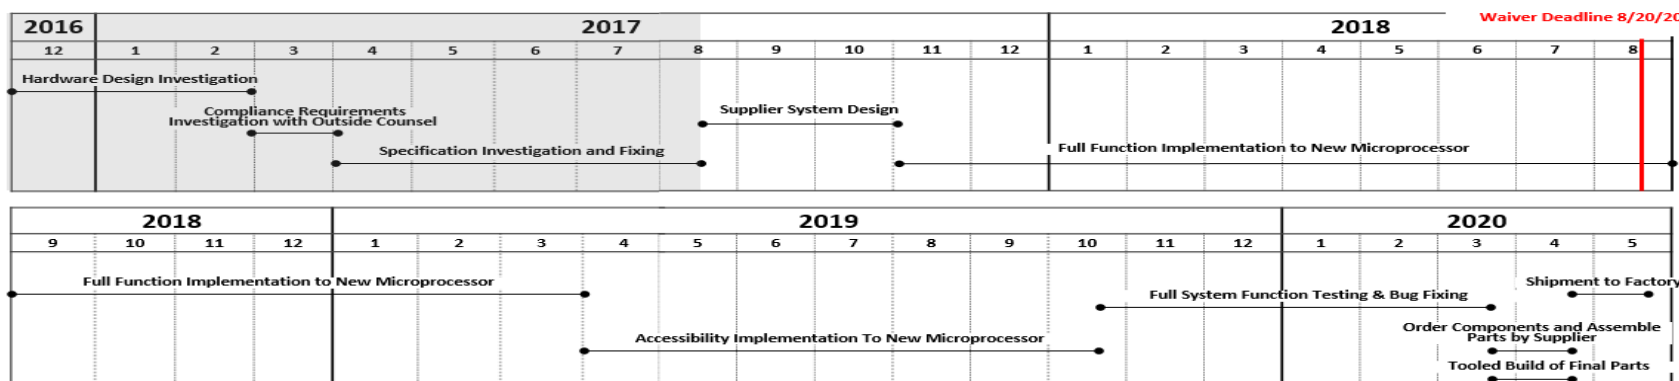 Waiver Deadline 8/20/20
2016 2017 2018
12 1 2 3 4 5 6 7 8 9 10 11 12 1 2 3 4 5 6 7 8
Hardware Design Investigation
Compliance Requirements
Investigation with Outside Counsel
Supplier System Design
Specification Investigation and Fixing
Full Function Implementation to New Microprocessor
2018 2019 2020
9 10 11 12 1 2 3 4 5 6 7 8 9 10 11 12 1 2 3 4 5
Full Function Implementation to New Microprocessor
Shipment to Factory
Full System Function Testing & Bug Fixing
Order Components and Assemble
Parts by Supplier
Accessibility Implementation To New Microprocessor
Tooled Build of Final Parts